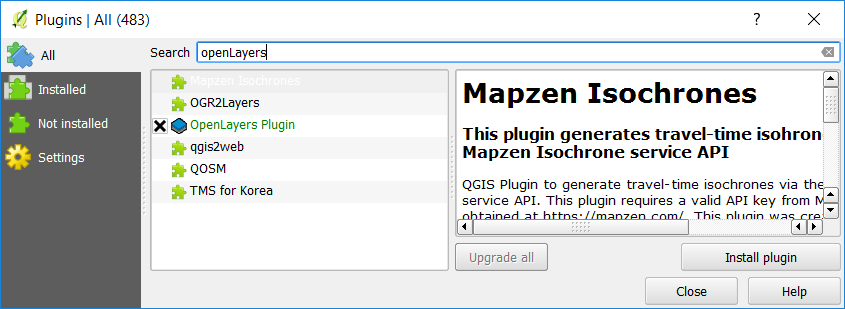 Plugins | All (483)
All
Search openLayers
Installed
Not installed
Settings
Mapzen Isochrones
OGR2Layers
OpenLayers Plugin
qgis2web
QOSM
TMS for Korea
Mapzen Isochrones
This plugin generates travel-time isohron
Mapzen Isochrone service API
QGIS Plugin to generate travel-time isochrones via the
service API. This plugin requires a valid API key from M
obtained at https://mapzen.com/. This plugin was crea
Upgrade all
Install plugin
Close
Help